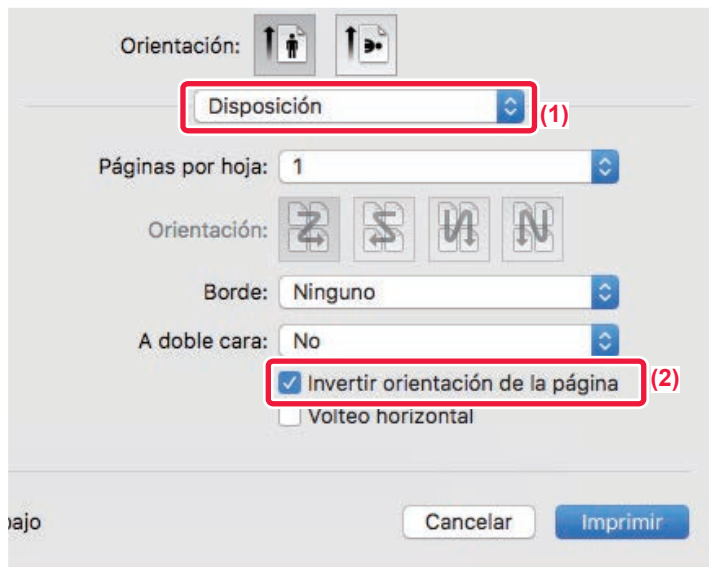 Orientación:
Disposición
(1)
Páginas por hoja: 1
Orientación:
Borde: Ninguno
A doble cara: No
Invertir orientación de la página
(2)
Volteo horizontal
bajo
Cancelar
Imprimir